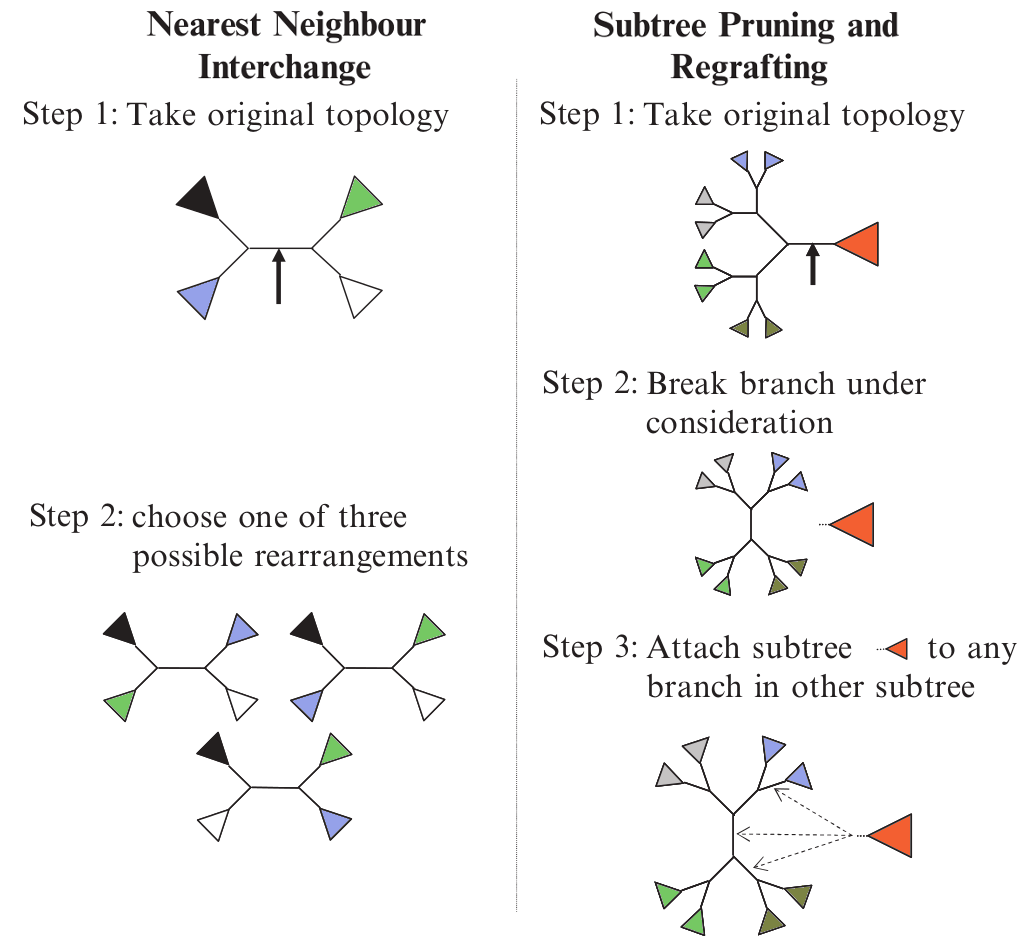 Nearest Neighbour
Interchange
Step 1: Take original topology
Step 2: choose one of three
possible rearrangements
Subtree Pruning and
Regrafting
Step 1: Take original topology
Step 2: Break branch under
consideration
Step 3: Attach subtree to any
branch in other subtree